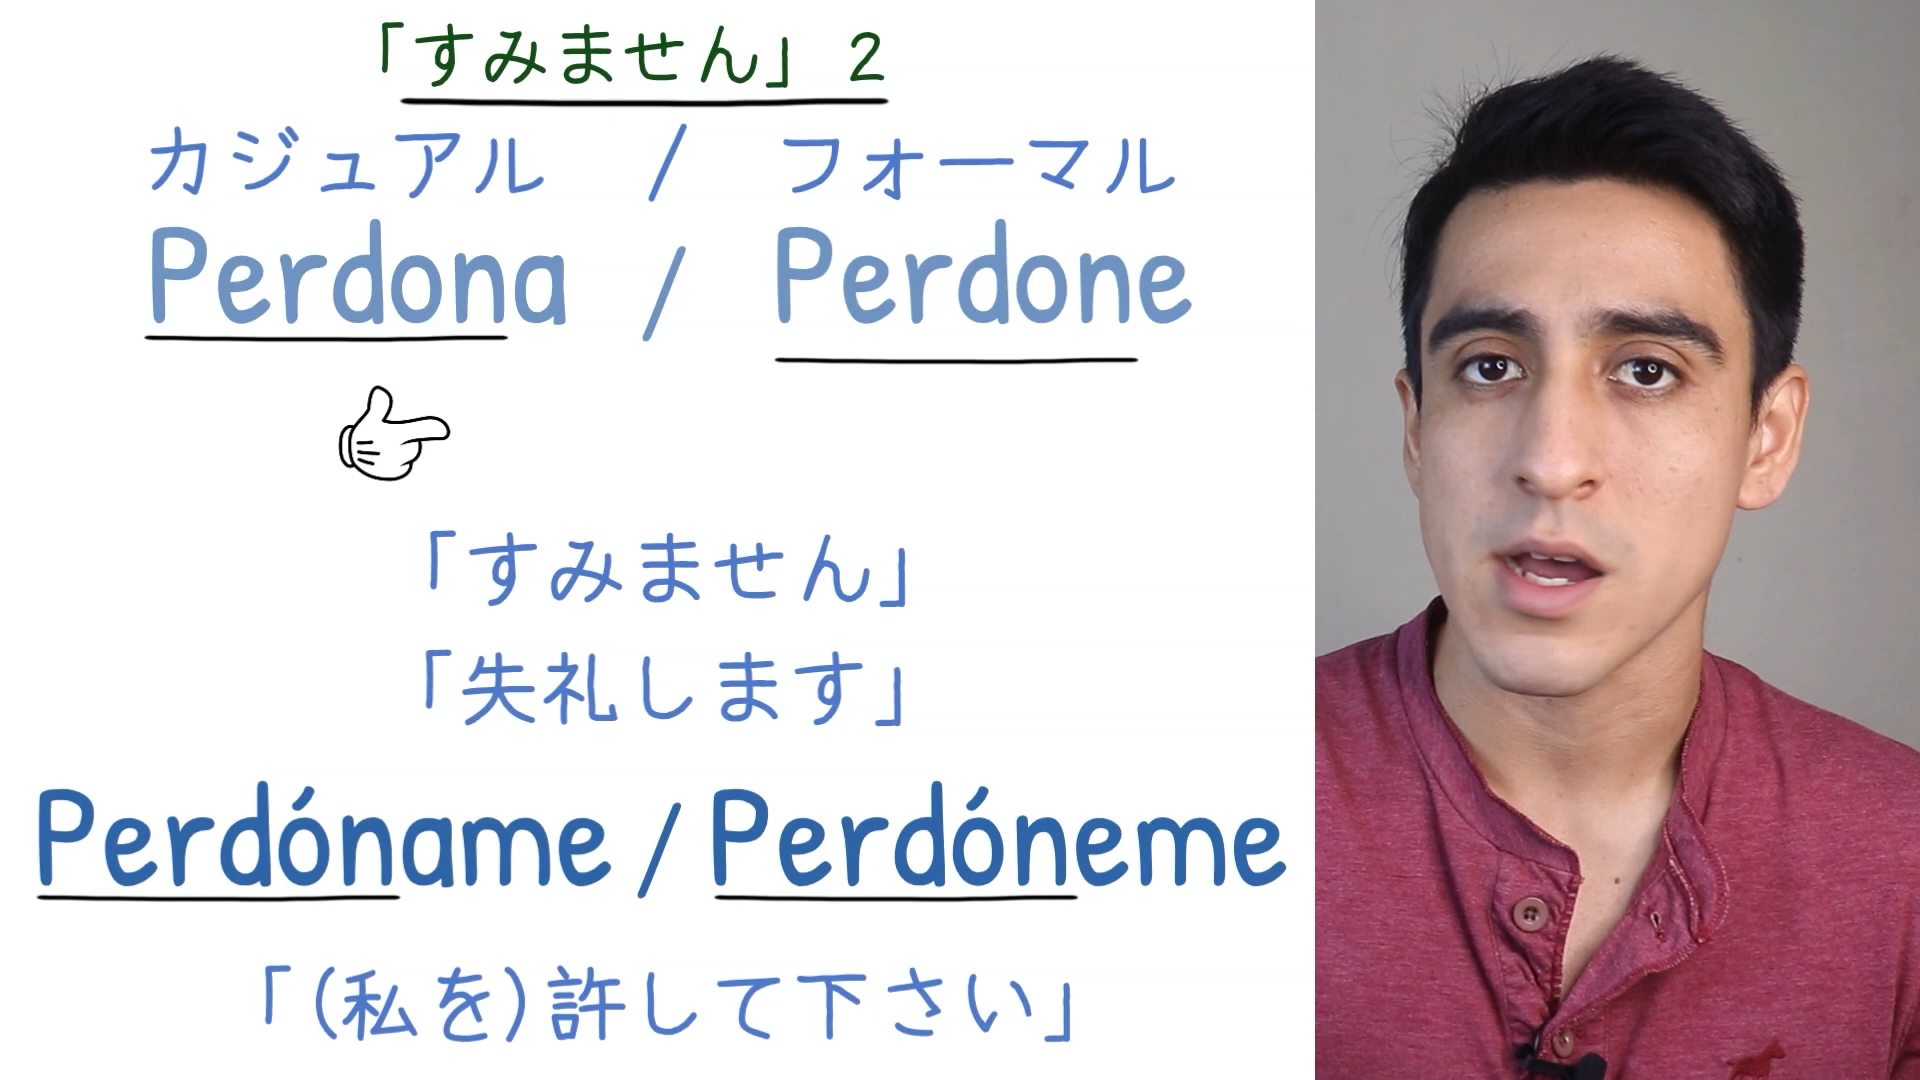 「すみません」 2
カジュアル / フォーマル
Perdona / Perdone
「すみません」
「失礼します」
Perdóname / Perdóneme
「(私を)許して下さい」